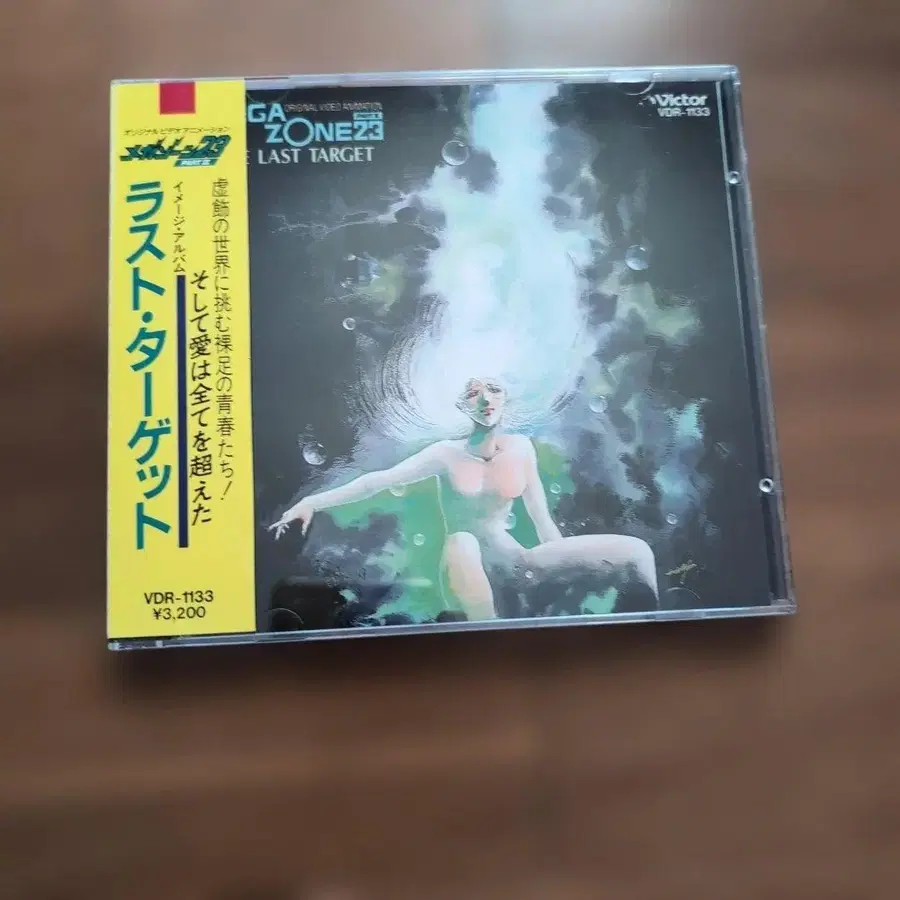 オリジナルビデオアニメーション
メガゾーン23
PART II
イメージ・アルバム
ラスト・ターゲット
虚飾の世界に挑む裸足の青春たち!
そして愛は全てを超えた
VDR-1133
¥3,200
ORIGINAL VIDEO ANIMATION
GA
ZONE23
PART II
LAST TARGET
Victor
VDR-1133